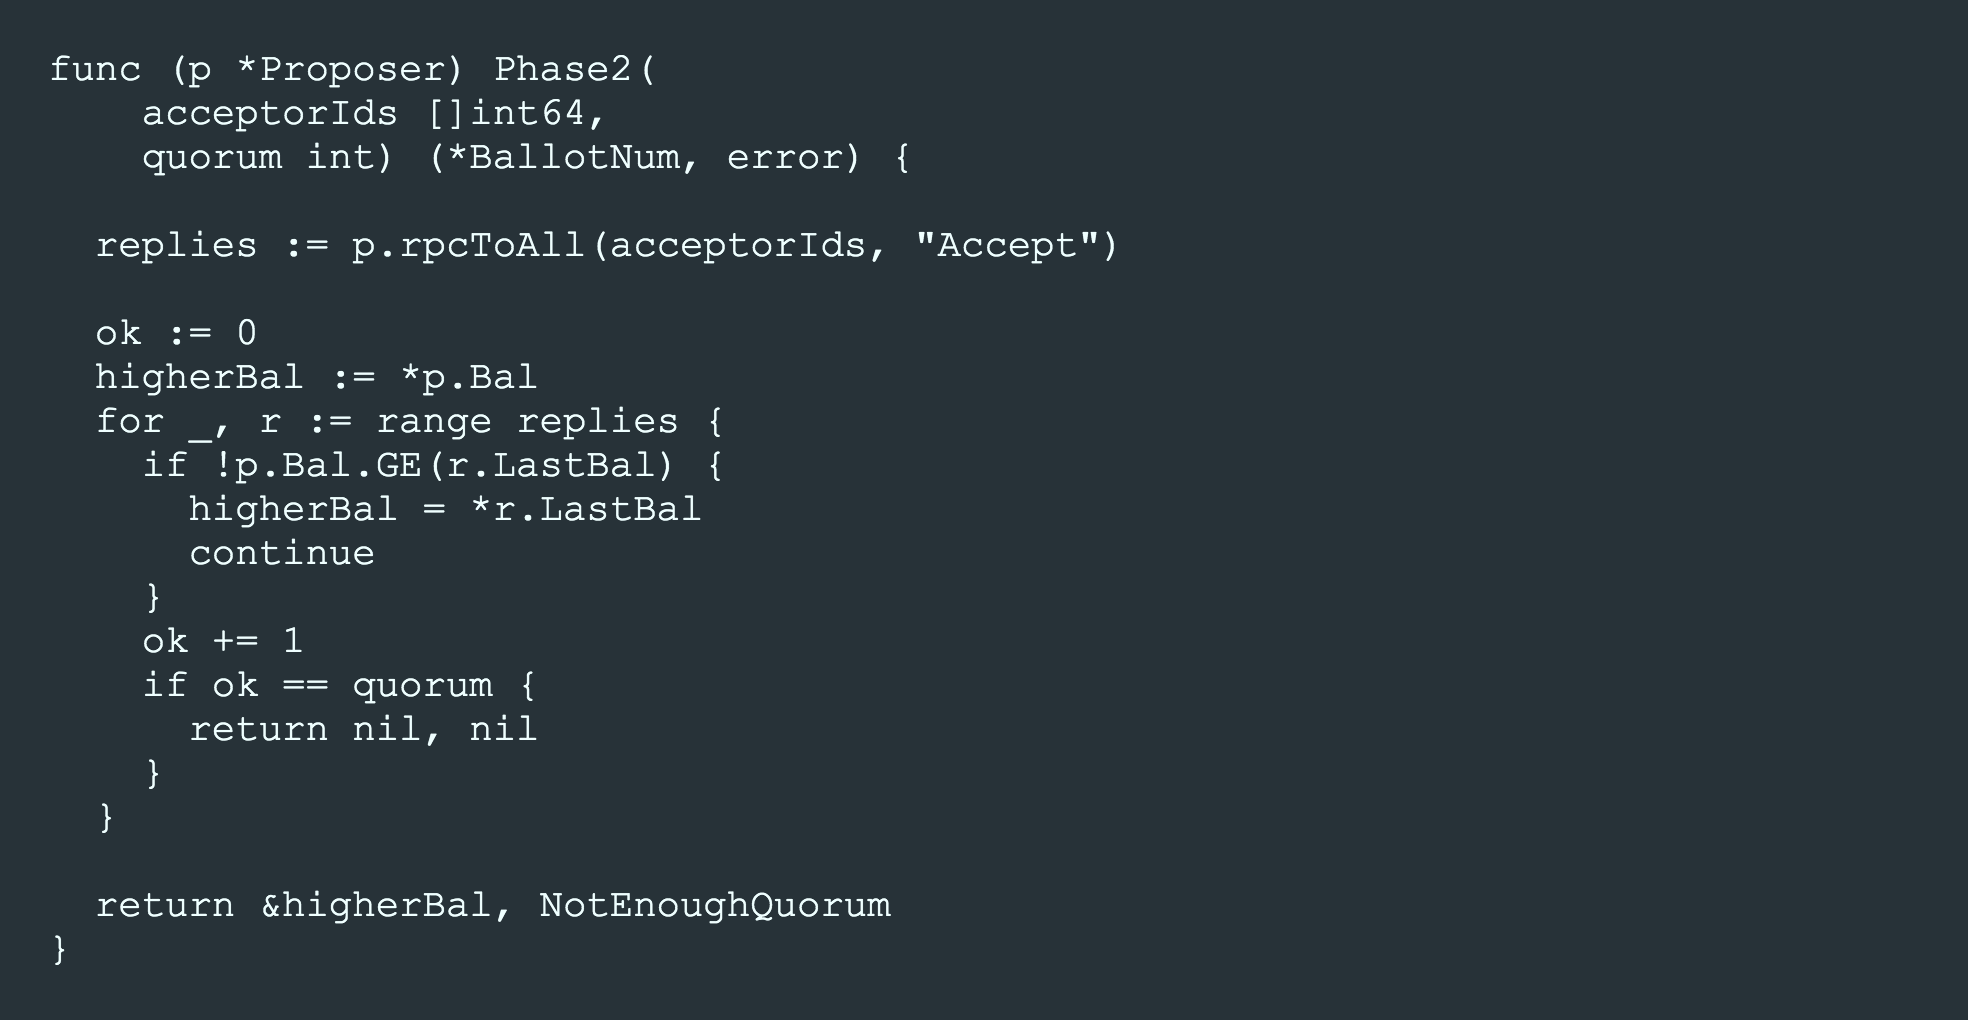 func (p *Proposer) Phase2(
    acceptorIds []int64,
    quorum int) (*BallotNum, error) {

  replies := p.rpcToAll(acceptorIds, "Accept")

  ok := 0
  higherBal := *p.Bal
  for _, r := range replies {
    if !p.Bal.GE(r.LastBal) {
      higherBal = *r.LastBal
      continue
    }
    ok += 1
    if ok == quorum {
      return nil, nil
    }
  }

  return &higherBal, NotEnoughQuorum
}